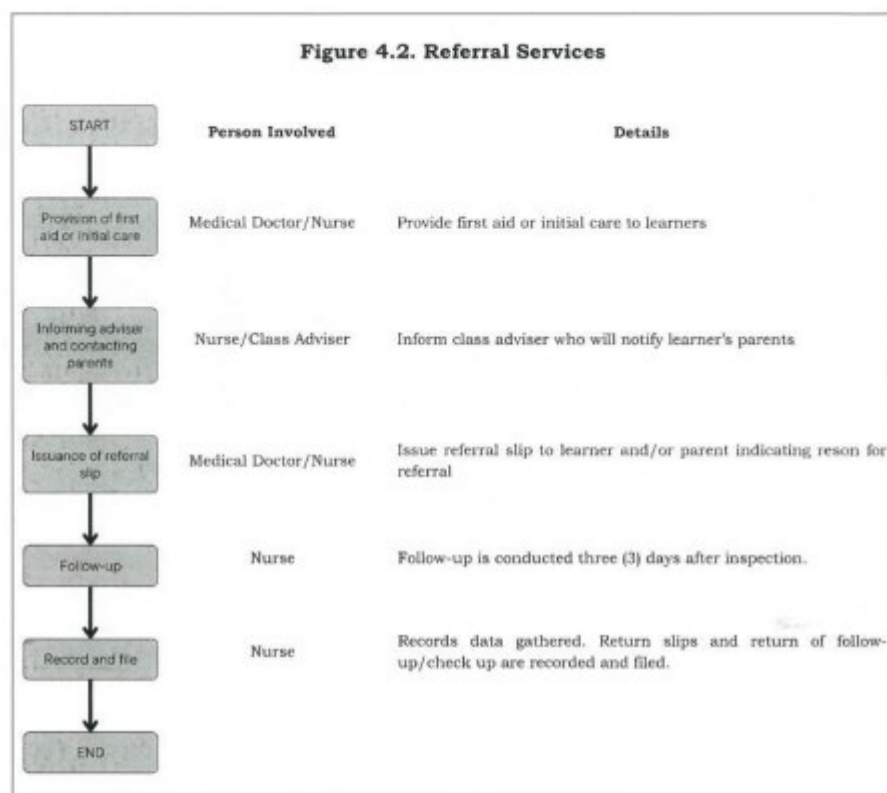 Figure 4.2. Referral Services
START
Person Involved
Details
Provision of first
aid or initial care
Medical Doctor/Nurse
Provide first aid or initial care to learners
Informing adviser
and contacting
parents
Nurse/Class Adviser
Inform class adviser who will notify learner's parents
Issuance of referral
slip
Medical Doctor/Nurse
Issue referral slip to learner and/or parent indicating reson for
referral
Follow-up
Nurse
Follow-up is conducted three (3) days after inspection.
Record and file
Nurse
Records data gathered. Return slips and return of follow-
up/check up are recorded and filed.
END